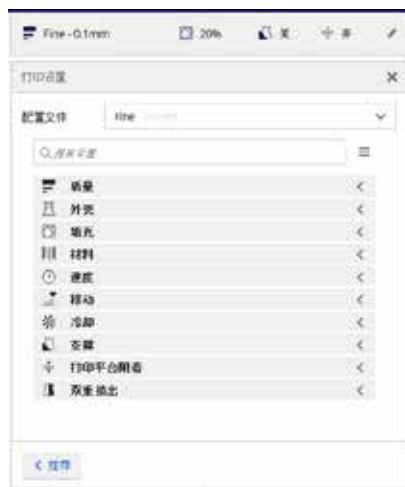 Fine - 0.1mm 20% 关 开
打印设置
配置文件 Fine
搜索设置
质量
外壳
填充
材料
速度
移动
冷却
支撑
打印平台附着
双重挤出
< 推荐